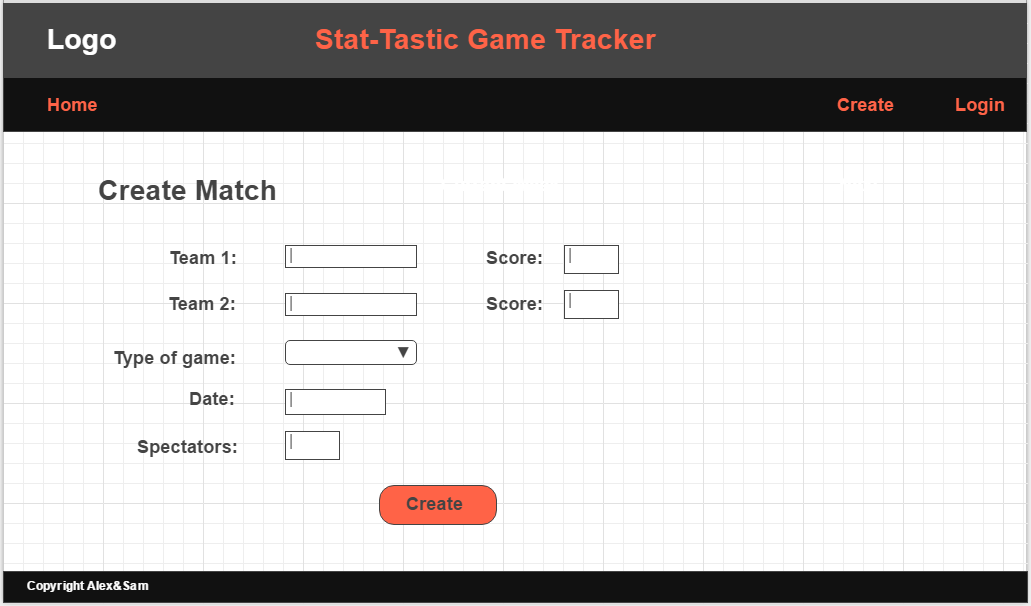 Logo
Stat-Tastic Game Tracker
Home
Create
Login
Create Match
Team 1:
Score:
Team 2:
Score:
Type of game:
Date:
Spectators:
Create
Copyright Alex&Sam